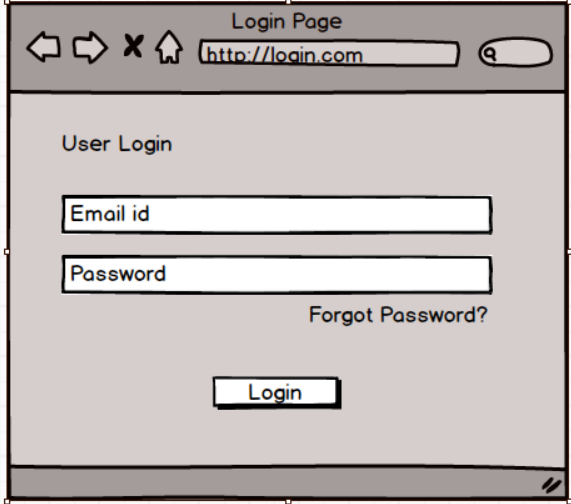 Login Page
http://login.com
User Login
Email id
Password
Forgot Password?
Login